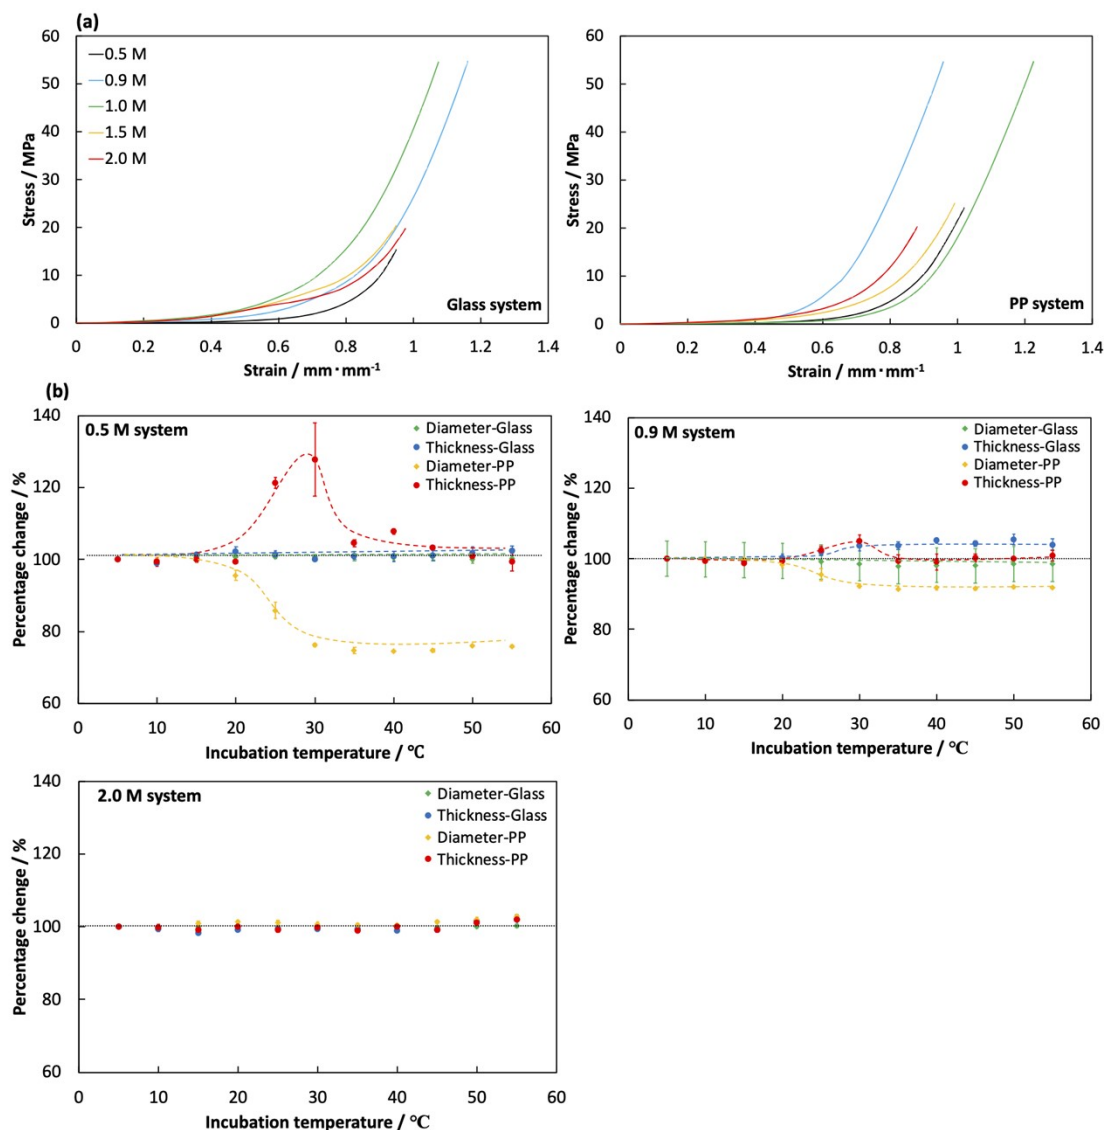 (a)
60
50
40
30
20
10
0
Stress / MPa
0.5 M
0.9 M
1.0 M
1.5 M
2.0 M
Glass system
0 0.2 0.4 0.6 0.8 1 1.2 1.4
Strain / mm・mm⁻¹
60
50
40
30
20
10
0
Stress / MPa
PP system
0 0.2 0.4 0.6 0.8 1 1.2 1.4
Strain / mm・mm⁻¹
(b)
140
120
100
80
60
Percentage change / %
0.5 M system
Diameter-Glass
Thickness-Glass
Diameter-PP
Thickness-PP
0 10 20 30 40 50 60
Incubation temperature / ℃
140
120
100
80
60
Percentage change / %
0.9 M system
Diameter-Glass
Thickness-Glass
Diameter-PP
Thickness-PP
0 10 20 30 40 50 60
Incubation temperature / ℃
140
120
100
80
60
Percentage chenge / %
2.0 M system
Diameter-Glass
Thickness-Glass
Diameter-PP
Thickness-PP
0 10 20 30 40 50 60
Incubation temperature / ℃